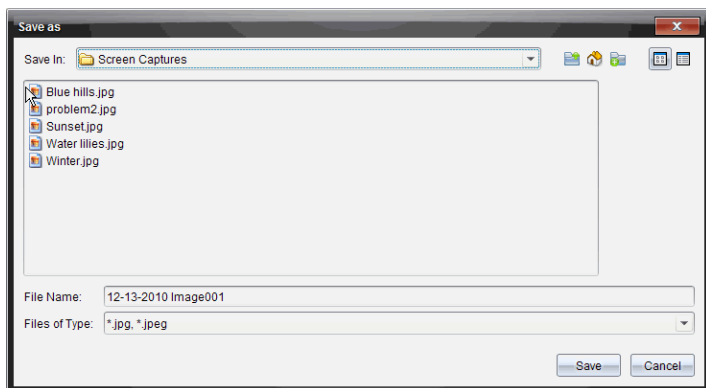 Save as
Save In: Screen Captures
Blue hills.jpg
problem2.jpg
Sunset.jpg
Water lilies.jpg
Winter.jpg
File Name: 12-13-2010 Image001
Files of Type: *.jpg, *.jpeg
Save Cancel